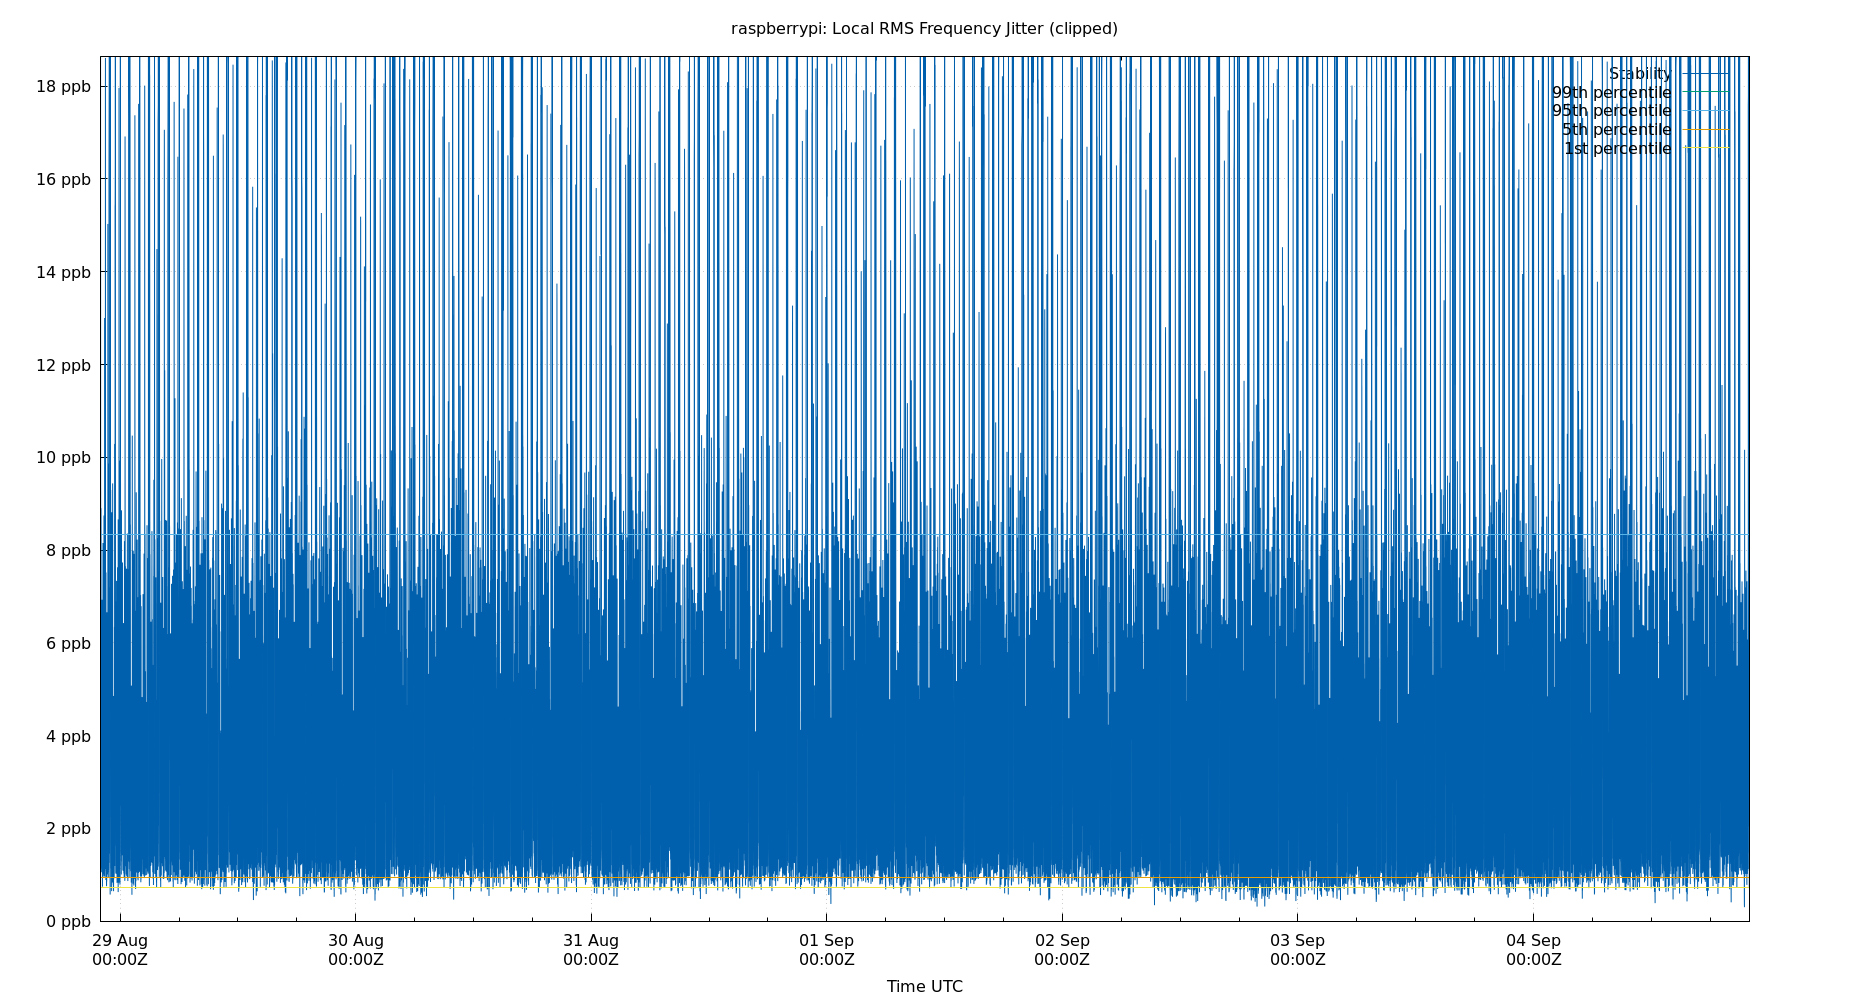 raspberrypi: Local RMS Frequency Jitter (clipped)
18 ppb
16 ppb
14 ppb
12 ppb
10 ppb
8 ppb
6 ppb
4 ppb
2 ppb
0 ppb
Stability
99th percentile
95th percentile
5th percentile
1st percentile
29 Aug 30 Aug 31 Aug 01 Sep 02 Sep 03 Sep 04 Sep
00:00Z 00:00Z 00:00Z 00:00Z 00:00Z 00:00Z 00:00Z
Time UTC